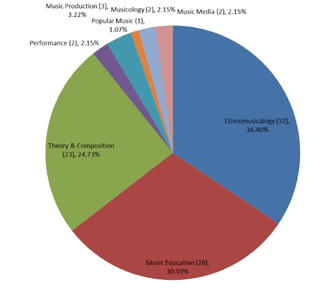 Music Production (3),
3.22%
Musicology (2), 2.15%
Music Media (2), 2.15%
Popular Music (1),
1.07%
Performance (2), 2.15%
Ethnomusicalogy (32),
34.40%
Theory & Composition
(23), 24.73%
Music Education (28),
30.10%